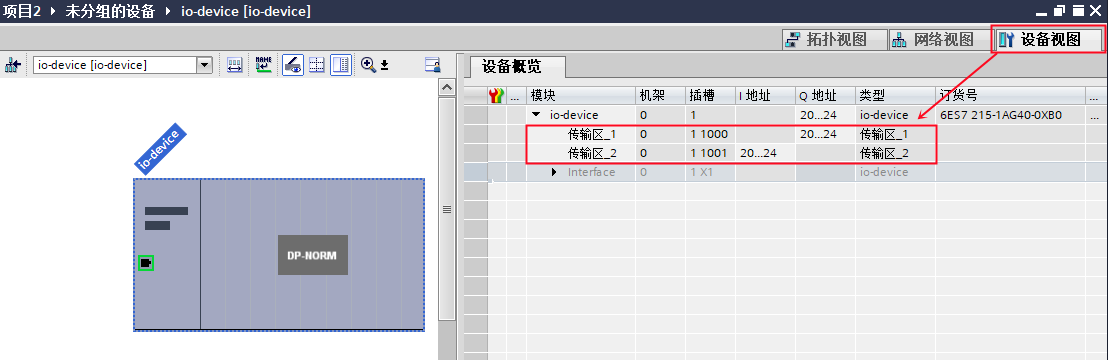 项目2 ▸ 未分组的设备 ▸ io-device [io-device]
拓扑视图 网络视图 设备视图
io-device [io-device]
NAME
设备概览
... 模块 机架 插槽 I 地址 Q 地址 类型 订货号 ...
io-device 0 1 20...24 io-device 6ES7 215-1AG40-0XB0 ...
传输区_1 0 1 1000 20...24 传输区_1
传输区_2 0 1 1001 20...24 传输区_2
Interface 0 1 X1 io-device
io-device
DP-NORM